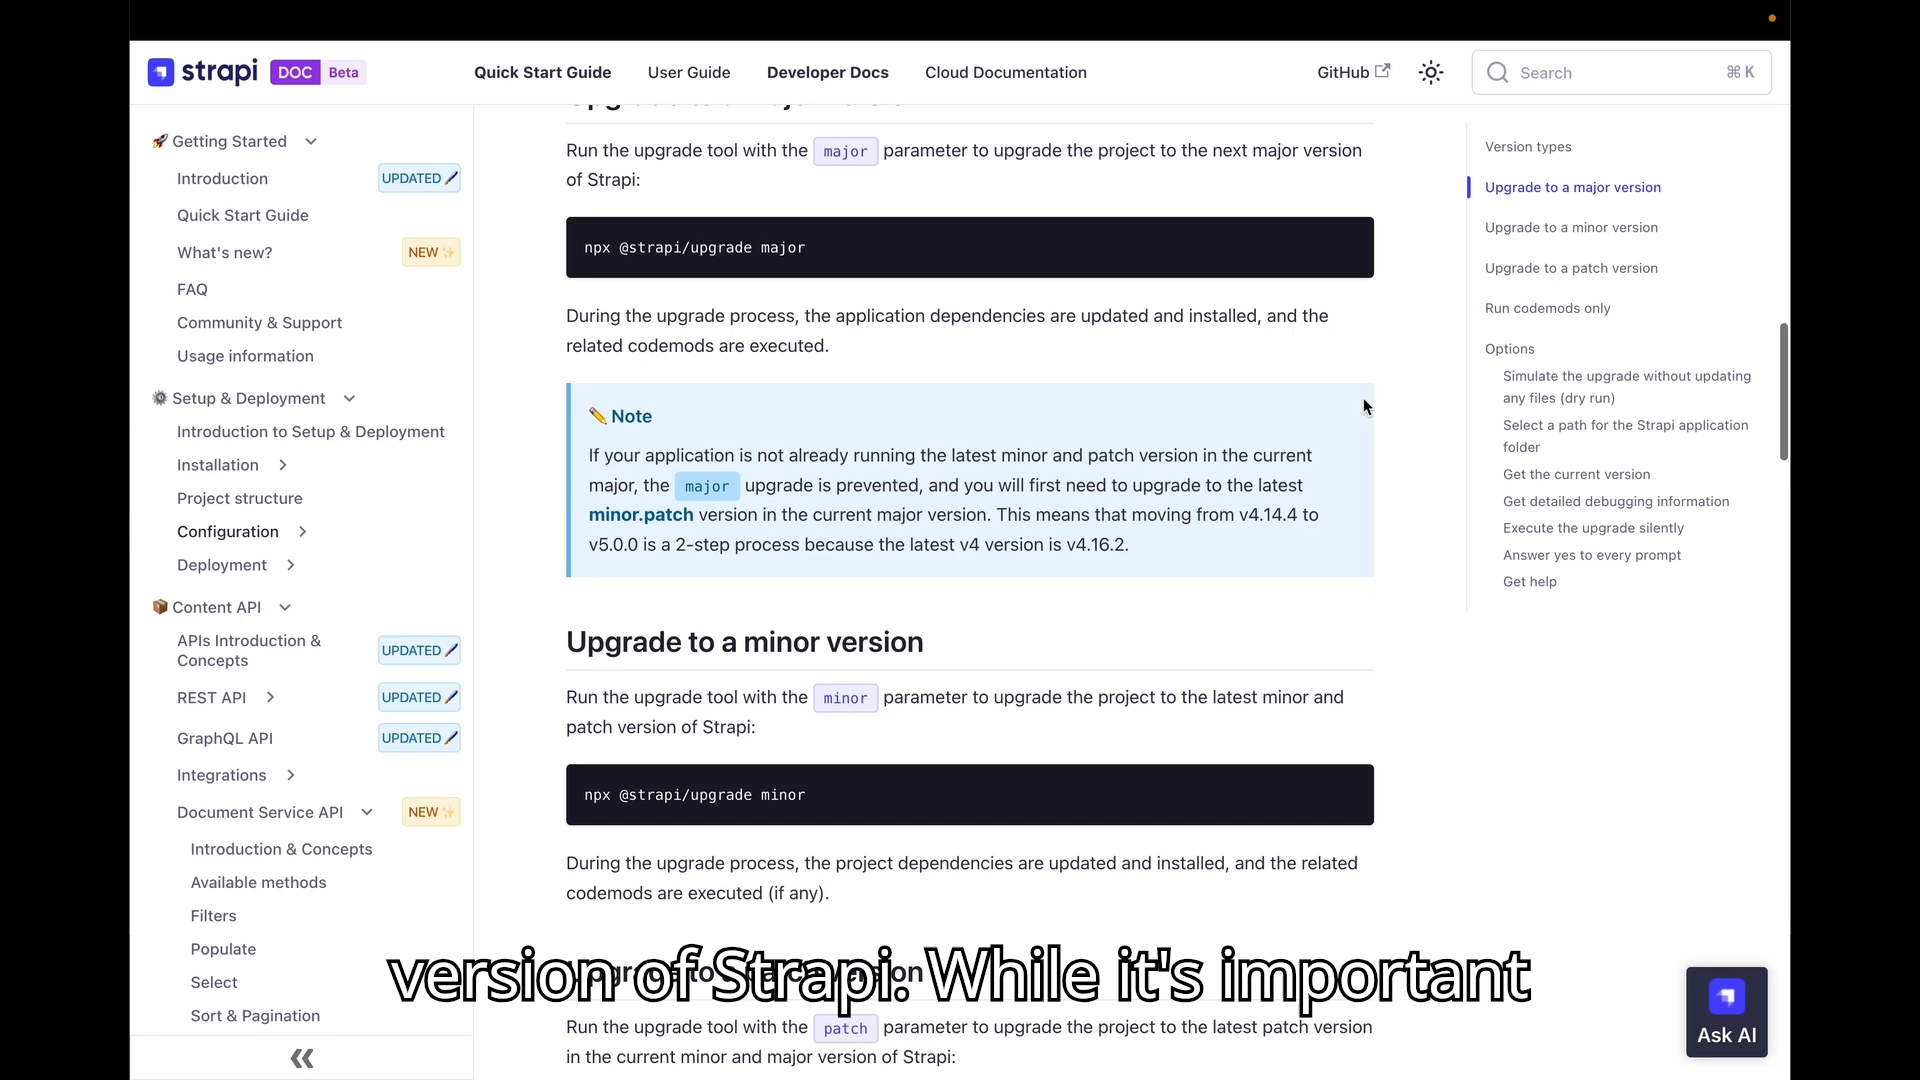 strapi DOC Beta
Quick Start Guide
User Guide
Developer Docs
Cloud Documentation
GitHub
Search
⌘ K
🚀 Getting Started
Introduction
UPDATED🖌️
Quick Start Guide
What's new?
NEW ✨
FAQ
Community & Support
Usage information
⚙️ Setup & Deployment
Introduction to Setup & Deployment
Installation
Project structure
Configuration
Deployment
📦 Content API
APIs Introduction &
Concepts
UPDATED🖌️
REST API
UPDATED🖌️
GraphQL API
UPDATED🖌️
Integrations
Document Service API
NEW ✨
Introduction & Concepts
Available methods
Filters
Populate
Select
Sort & Pagination
Upgrade to a major version
Run the upgrade tool with the major parameter to upgrade the project to the next major version
of Strapi:
npx @strapi/upgrade major
During the upgrade process, the application dependencies are updated and installed, and the
related codemods are executed.
✏️ Note
If your application is not already running the latest minor and patch version in the current
major, the major upgrade is prevented, and you will first need to upgrade to the latest
minor.patch version in the current major version. This means that moving from v4.14.4 to
v5.0.0 is a 2-step process because the latest v4 version is v4.16.2.
Upgrade to a minor version
Run the upgrade tool with the minor parameter to upgrade the project to the latest minor and
patch version of Strapi:
npx @strapi/upgrade minor
During the upgrade process, the project dependencies are updated and installed, and the related
codemods are executed (if any).
Upgrade to a patch version
version of Strapi. While it's important
Run the upgrade tool with the patch parameter to upgrade the project to the latest patch version
in the current minor and major version of Strapi:
Version types
Upgrade to a major version
Upgrade to a minor version
Upgrade to a patch version
Run codemods only
Options
Simulate the upgrade without updating
any files (dry run)
Select a path for the Strapi application
folder
Get the current version
Get detailed debugging information
Execute the upgrade silently
Answer yes to every prompt
Get help
Ask AI